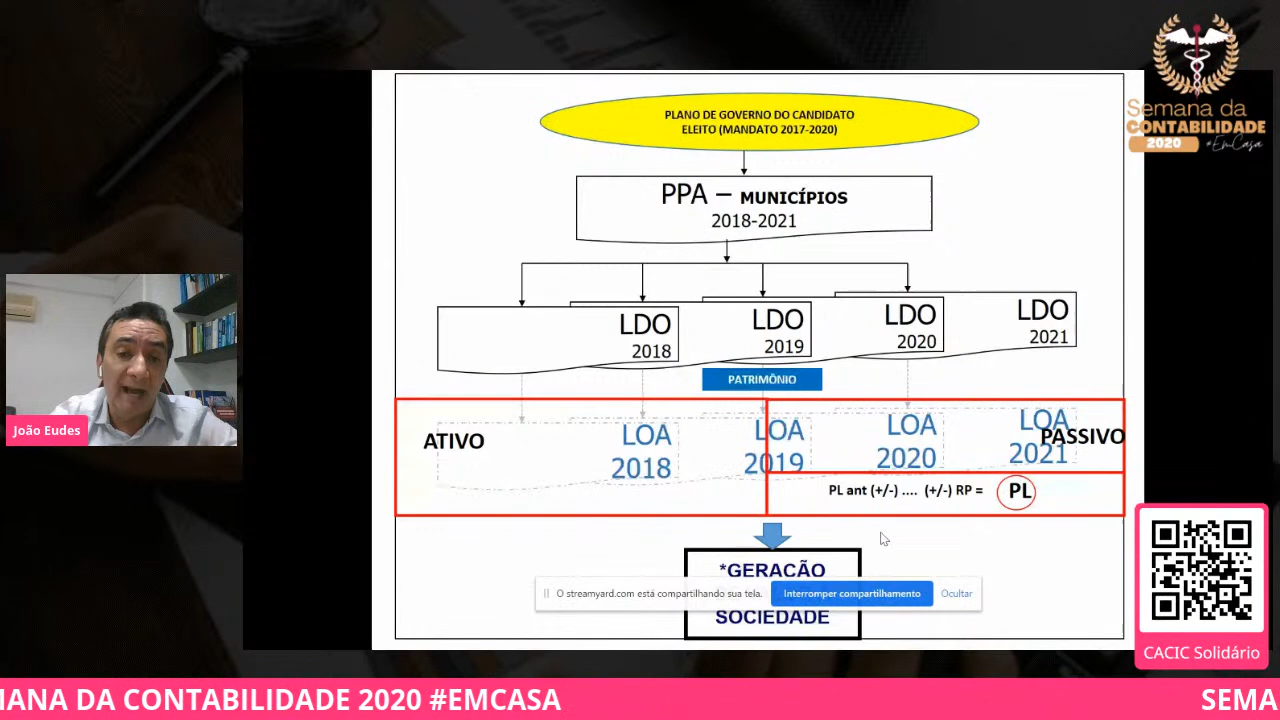 Semana da
CONTABILIDADE
2020 #EmCasa
PLANO DE GOVERNO DO CANDIDATO
ELEITO (MANDATO 2017-2020)
PPA – MUNICÍPIOS
2018-2021
LDO
2018
LDO
2019
LDO
2020
LDO
2021
PATRIMÔNIO
ATIVO
LOA
2018
LOA
2019
LOA
2020
LOA
2021
PASSIVO
PL ant (+/-) .... (+/-) RP = PL
*GERAÇÃO
O streamyard.com está compartilhando sua tela.
Interromper compartilhamento
Ocultar
SOCIEDADE
João Eudes
CACIC Solidário
MANA DA CONTABILIDADE 2020 #EMCASA
SEMA